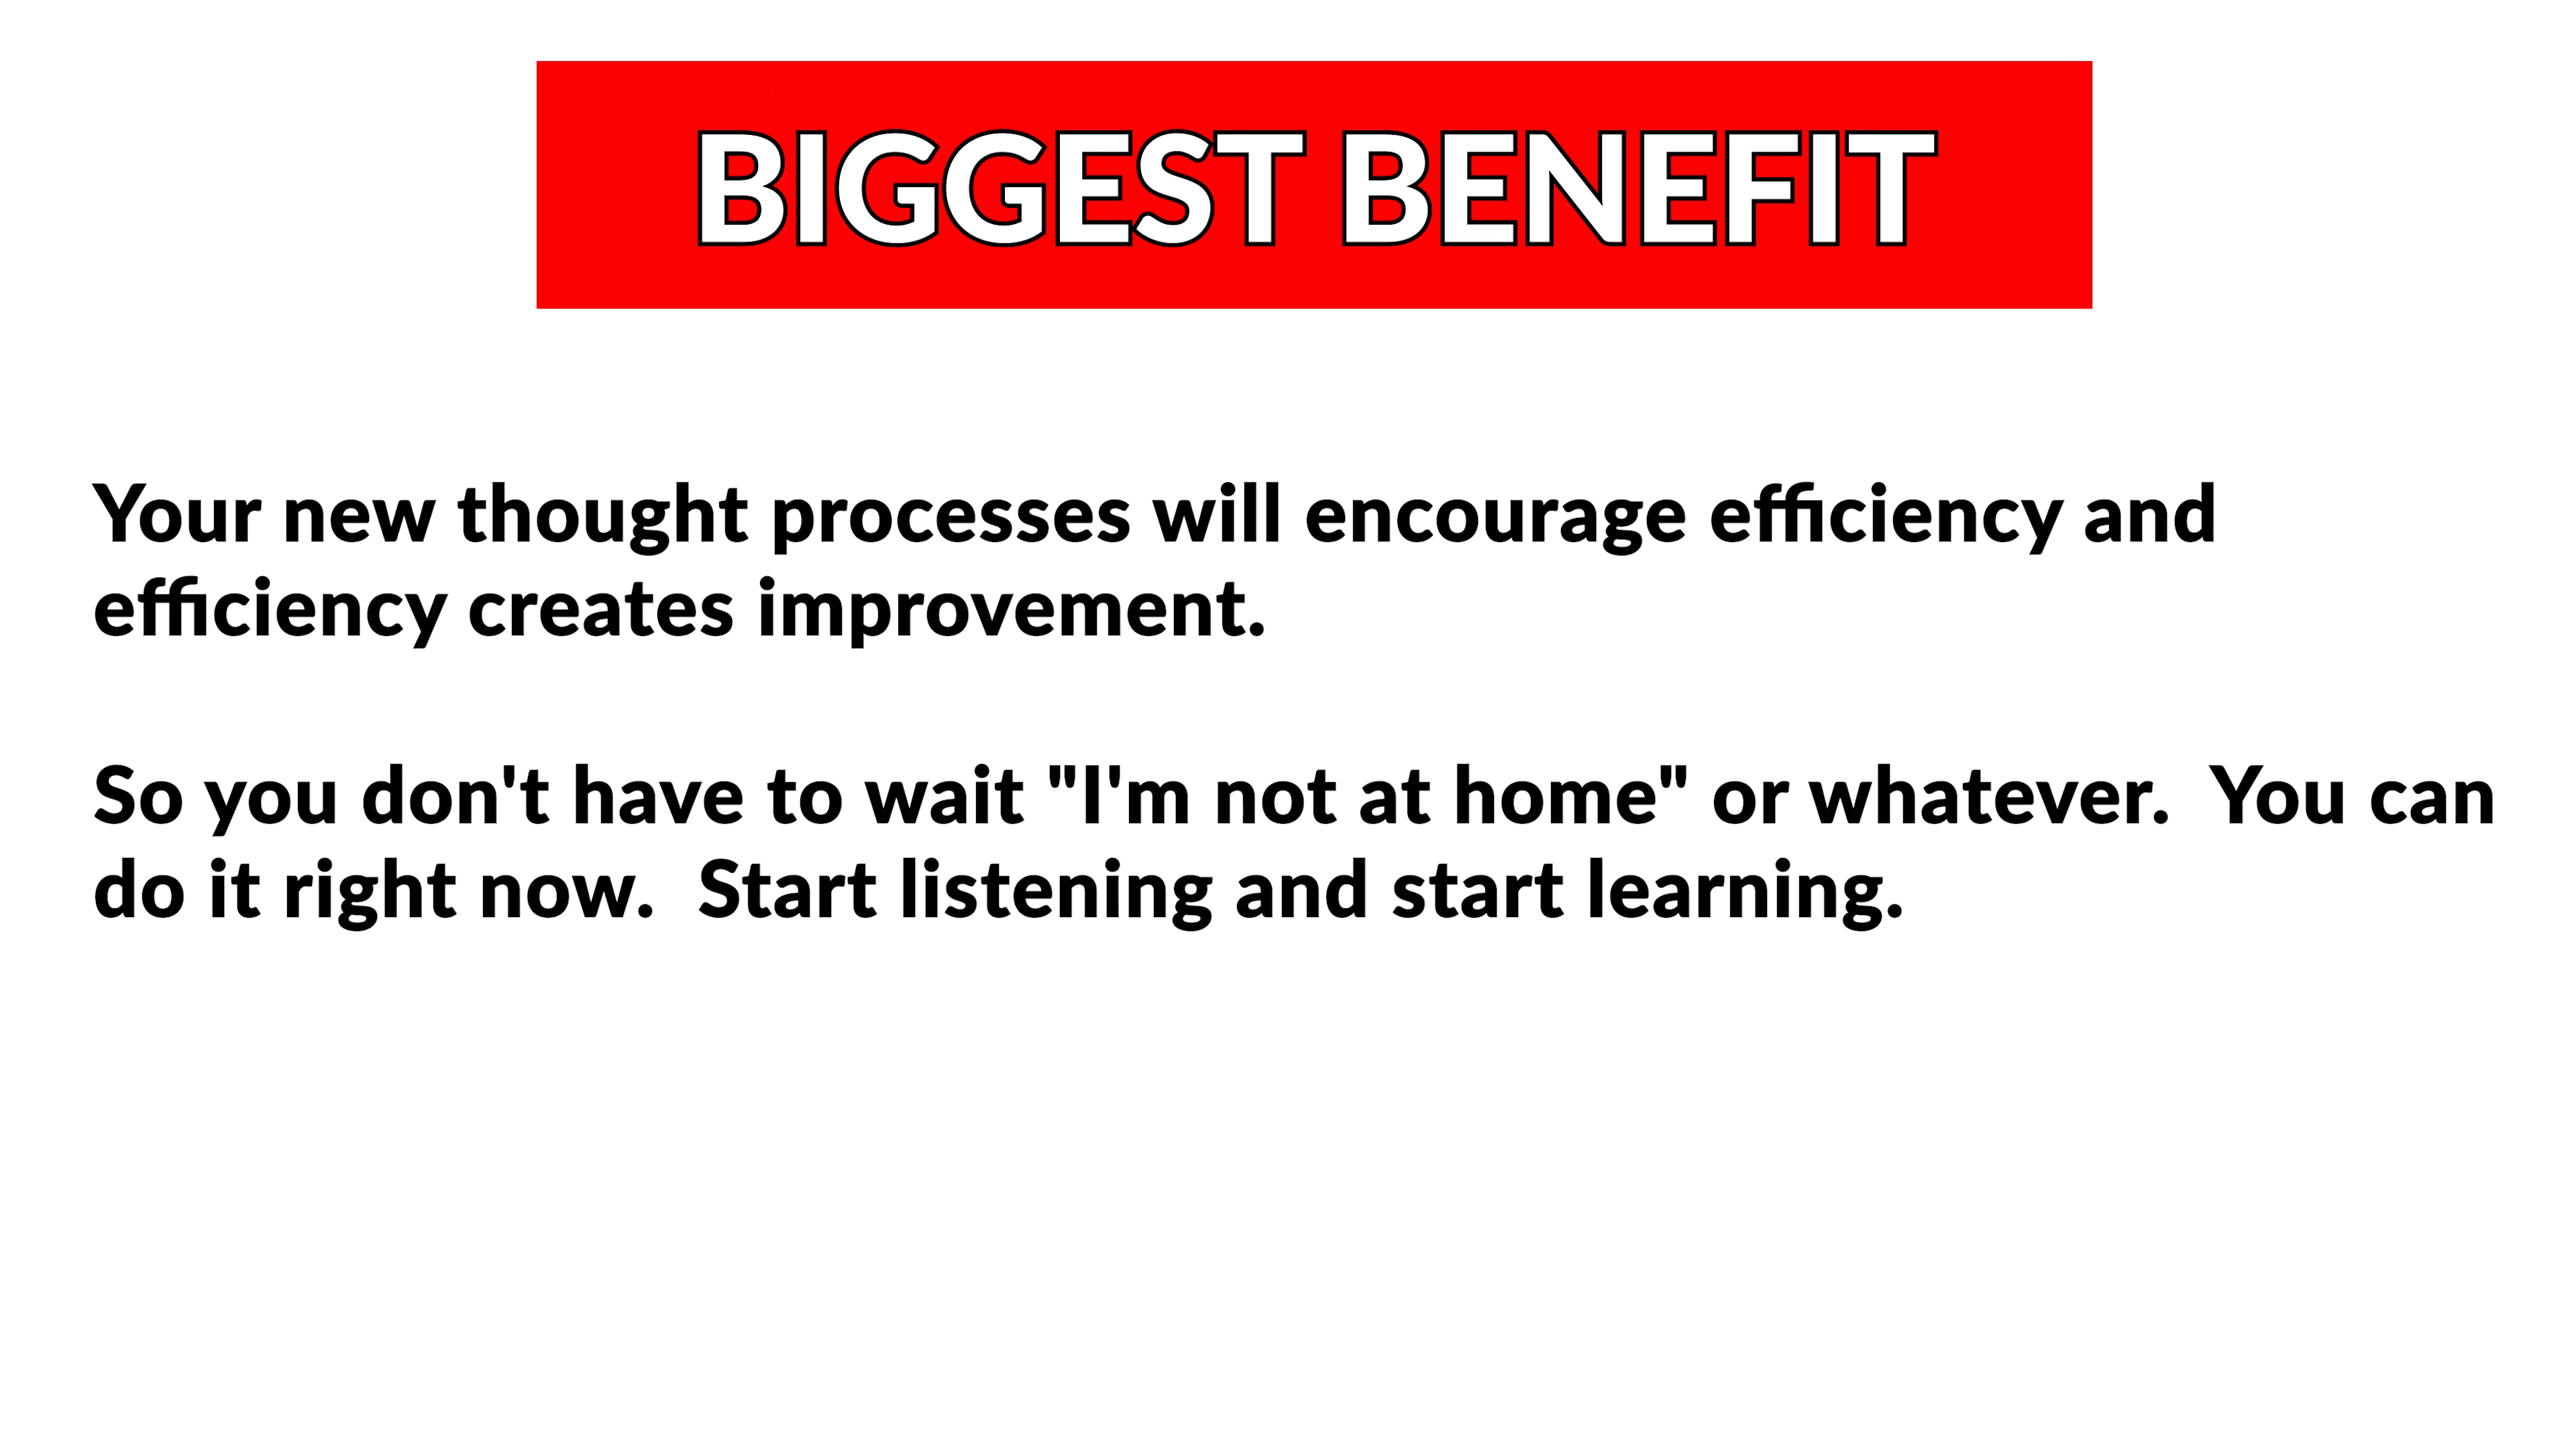 BIGGEST BENEFIT
Your new thought processes will encourage efficiency and
efficiency creates improvement.
So you don't have to wait "I'm not at home" or whatever.  You can
do it right now.  Start listening and start learning.